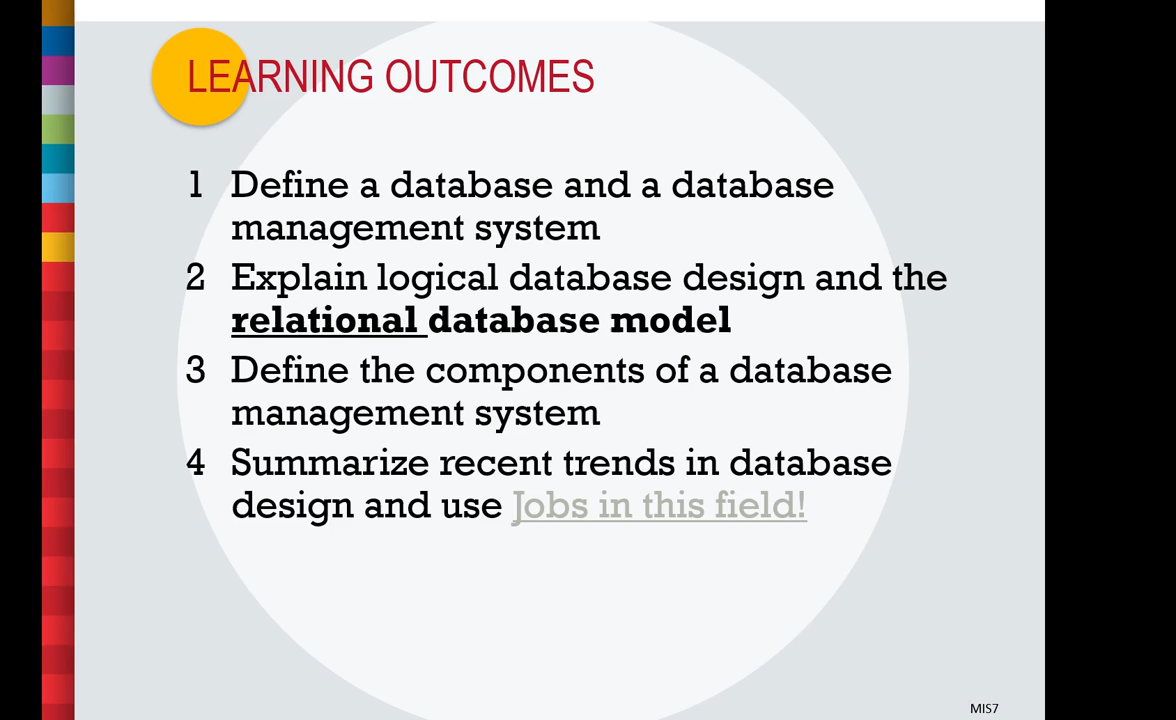 LEARNING OUTCOMES
1 Define a database and a database
management system
2 Explain logical database design and the
relational database model
3 Define the components of a database
management system
4 Summarize recent trends in database
design and use Jobs in this field!
MIS7